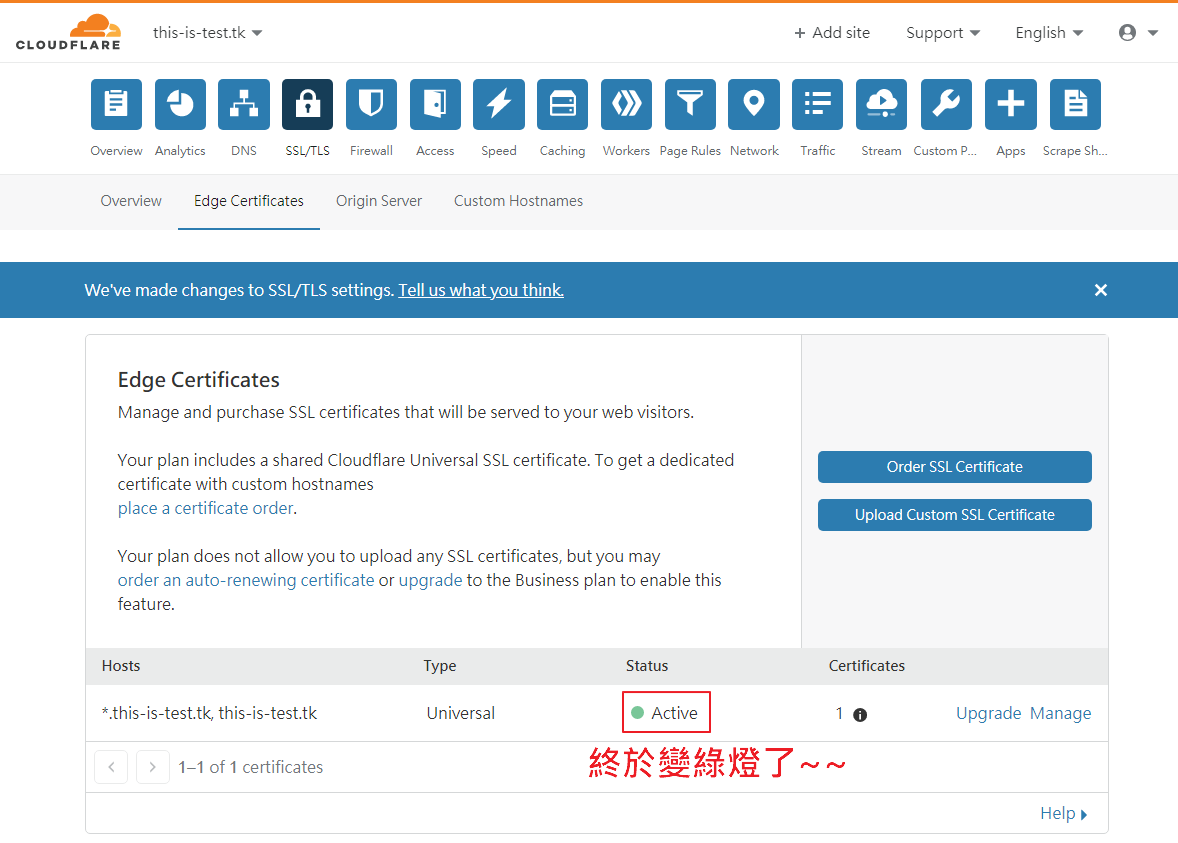 CLOUDFLARE
this-is-test.tk
+ Add site
Support
English
Overview
Analytics
DNS
SSL/TLS
Firewall
Access
Speed
Caching
Workers
Page Rules
Network
Traffic
Stream
Custom P...
Apps
Scrape Sh...
Overview
Edge Certificates
Origin Server
Custom Hostnames
We've made changes to SSL/TLS settings. Tell us what you think.
Edge Certificates
Manage and purchase SSL certificates that will be served to your web visitors.
Your plan includes a shared Cloudflare Universal SSL certificate. To get a dedicated
certificate with custom hostnames
place a certificate order.
Your plan does not allow you to upload any SSL certificates, but you may
order an auto-renewing certificate or upgrade to the Business plan to enable this
feature.
Order SSL Certificate
Upload Custom SSL Certificate
Hosts Type Status Certificates
*.this-is-test.tk, this-is-test.tk Universal Active 1 Upgrade Manage
終於變綠燈了~~
1–1 of 1 certificates
Help